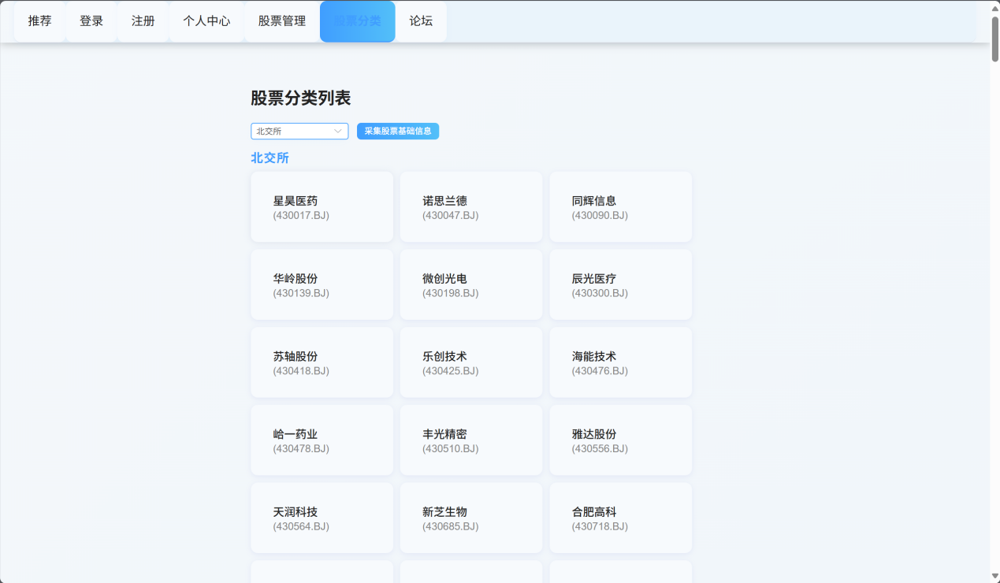 推荐 登录 注册 个人中心 股票管理 股票分类 论坛
股票分类列表
北交所 采集股票基础信息
北交所
星昊医药 诺思兰德 同辉信息
(430017.BJ) (430047.BJ) (430090.BJ)
华岭股份 微创光电 辰光医疗
(430139.BJ) (430198.BJ) (430300.BJ)
苏轴股份 乐创技术 海能技术
(430418.BJ) (430425.BJ) (430476.BJ)
峆一药业 丰光精密 雅达股份
(430478.BJ) (430510.BJ) (430556.BJ)
天润科技 新芝生物 合肥高科
(430564.BJ) (430685.BJ) (430718.BJ)